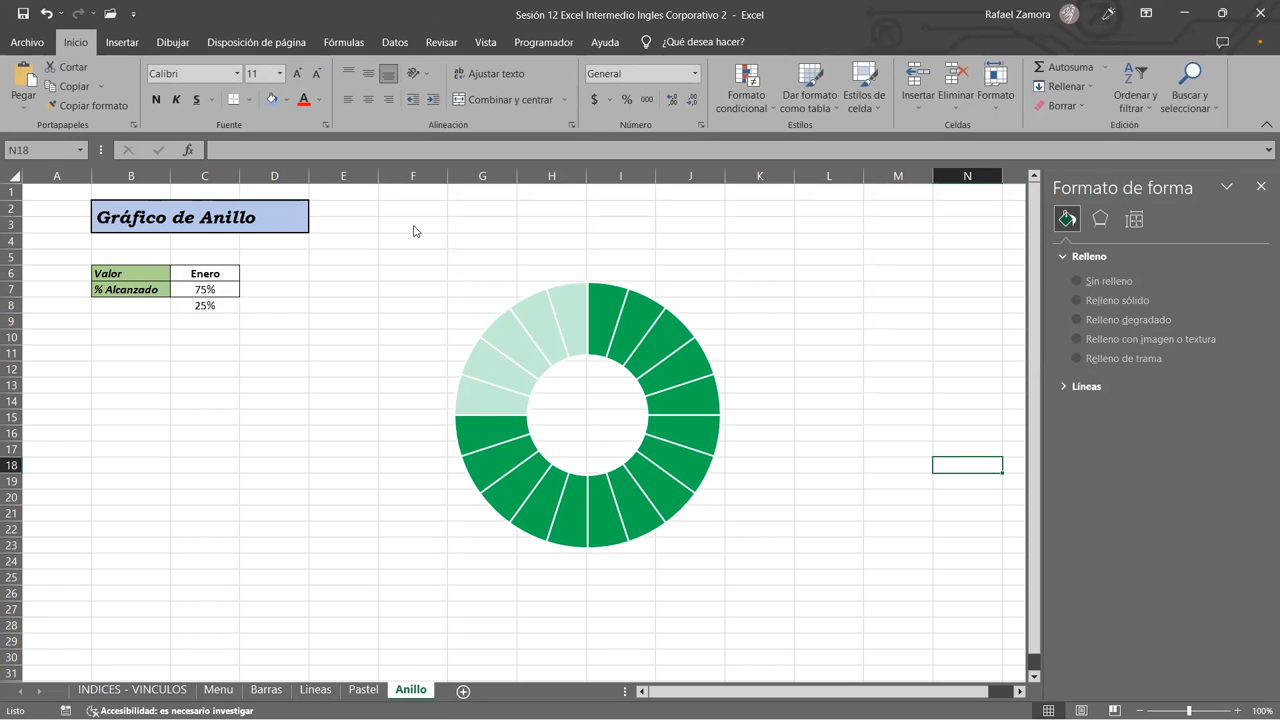 Sesión 12 Excel Intermedio Ingles Corporativo 2 - Excel
Rafael Zamora
Archivo Inicio Insertar Dibujar Disposición de página Fórmulas Datos Revisar Vista Programador Ayuda ¿Qué desea hacer?
Pegar
Cortar
Copiar
Copiar formato
Portapapeles
Calibri 11
N K S
Fuente
Ajustar texto
Combinar y centrar
Alineación
General
$ % 000
Número
Formato condicional
Dar formato como tabla
Estilos de celda
Estilos
Insertar Eliminar Formato
Celdas
Autosuma
Rellenar
Borrar
Ordenar y filtrar
Buscar y seleccionar
Edición
N18
fx
A B C D E F G H I J K L M N
1
2
3
4
5
6
7
8
9
10
11
12
13
14
15
16
17
18
19
20
21
22
23
24
25
26
27
28
29
30
31
Gráfico de Anillo
Valor Enero
% Alcanzado 75%
25%
Formato de forma
Relleno
Sin relleno
Relleno sólido
Relleno degradado
Relleno con imagen o textura
Relleno de trama
Líneas
INDICES - VINCULOS Menu Barras Lineas Pastel Anillo
Listo Accesibilidad: es necesario investigar 100%